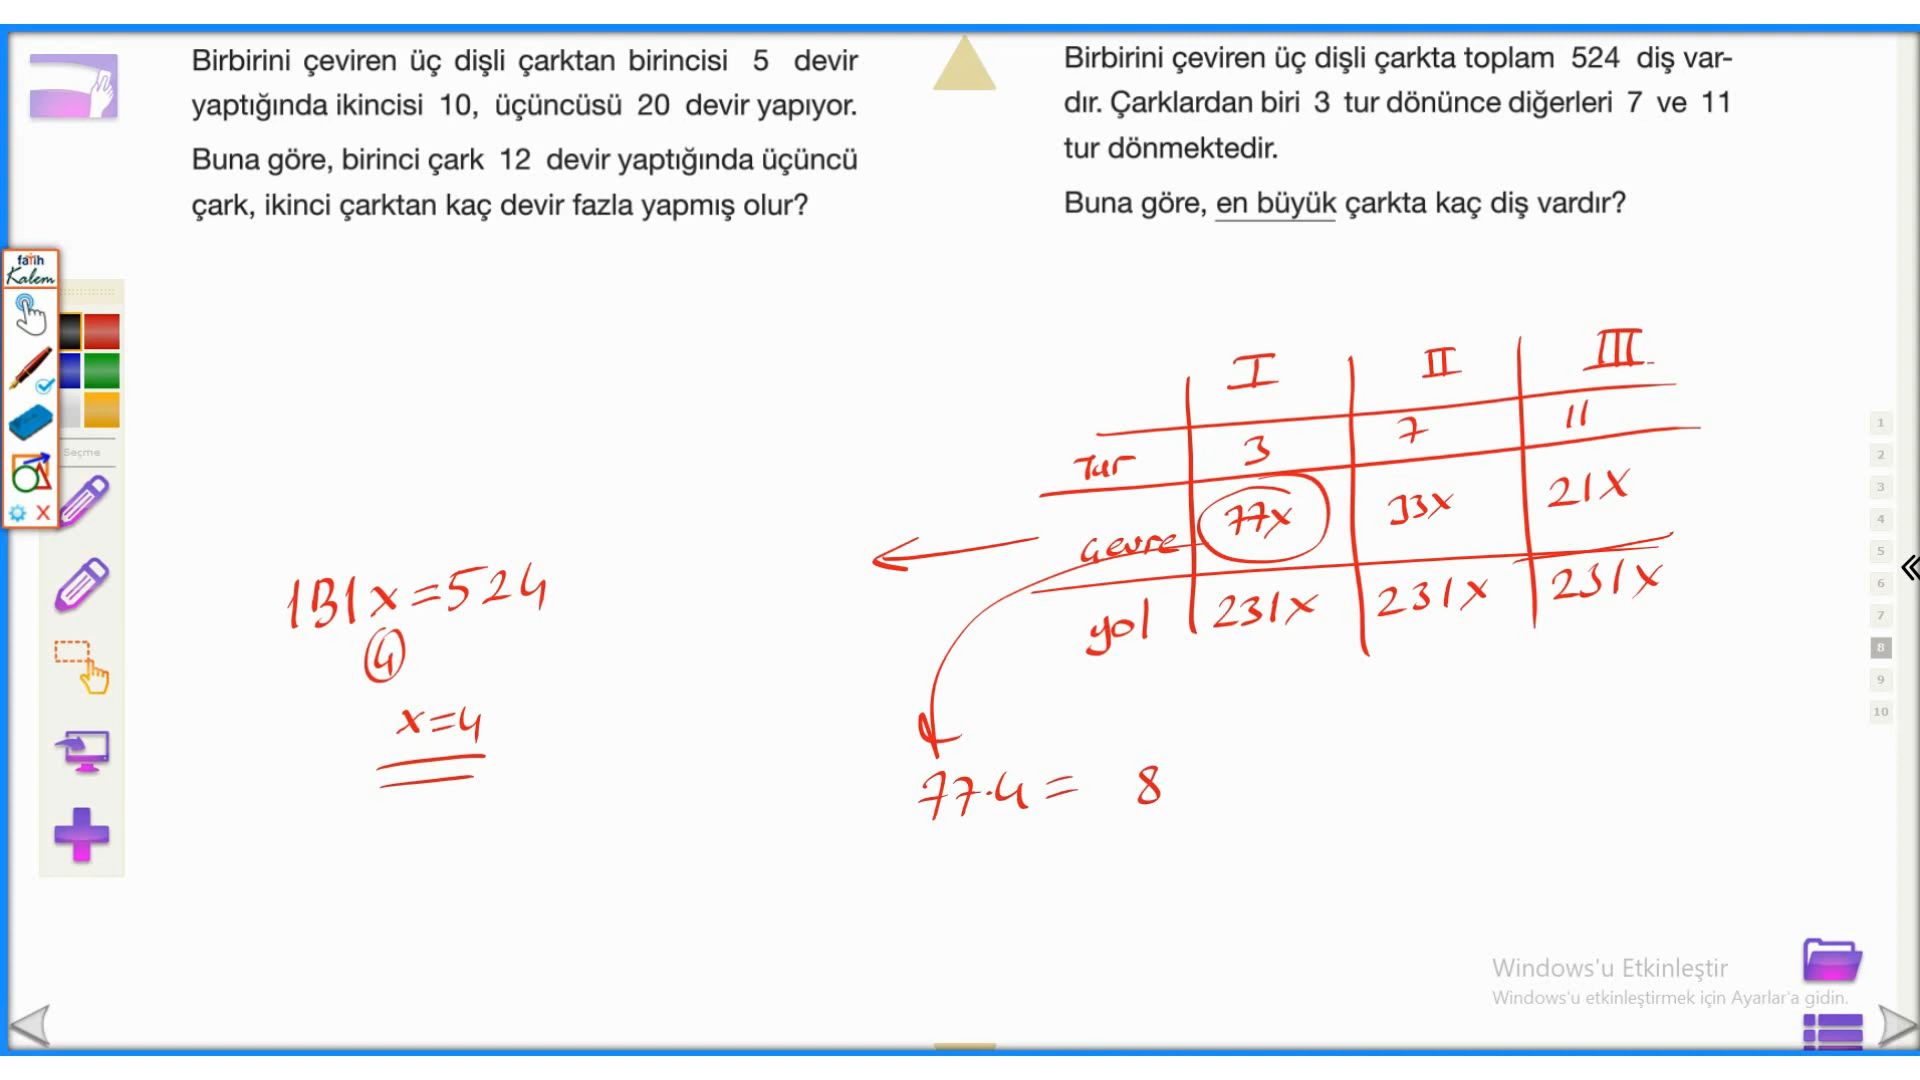 Birbirini çeviren üç dişli çarktan birincisi 5 devir
yaptığında ikincisi 10, üçüncüsü 20 devir yapıyor.
Buna göre, birinci çark 12 devir yaptığında üçüncü
çark, ikinci çarktan kaç devir fazla yapmış olur?
Birbirini çeviren üç dişli çarkta toplam 524 diş var-
dır. Çarklardan biri 3 tur dönünce diğerleri 7 ve 11
tur dönmektedir.
Buna göre, en büyük çarkta kaç diş vardır?
fatih
Kalem
Seçme
I II III
Tur 3 7 11
Çevre 77x 33x 21x
yol 231x 231x 231x
131x=524
4
x=4
77.4= 8
1
2
3
4
5
6
7
8
9
10
Windows'u Etkinleştir
Windows'u etkinleştirmek için Ayarlar'a gidin.